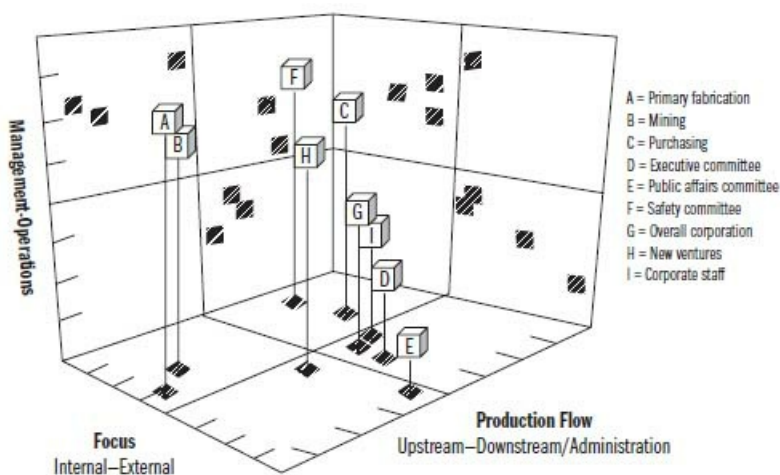 Management-Operations
F
C
A
B
H
G
I
D
E
A = Primary fabrication
B = Mining
C = Purchasing
D = Executive committee
E = Public affairs committee
F = Safety committee
G = Overall corporation
H = New ventures
I = Corporate staff
Focus
Internal—External
Production Flow
Upstream—Downstream/Administration